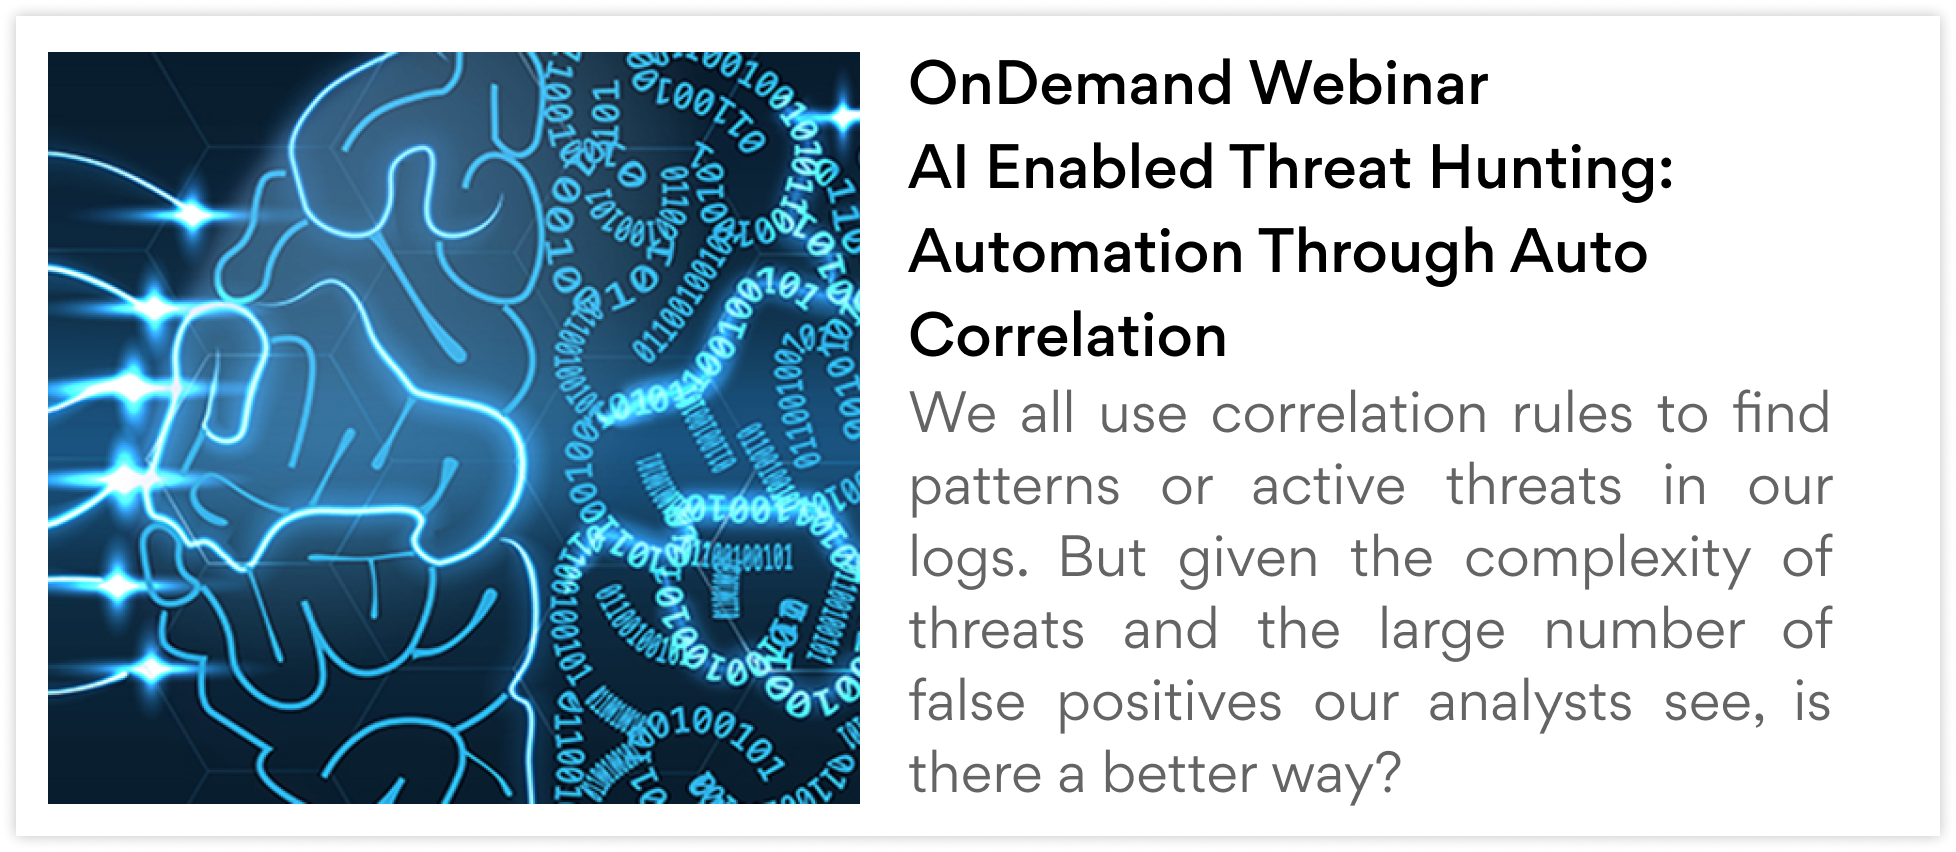 OnDemand Webinar
AI Enabled Threat Hunting:
Automation Through Auto
Correlation
We all use correlation rules to find
patterns or active threats in our
logs. But given the complexity of
threats and the large number of
false positives our analysts see, is
there a better way?